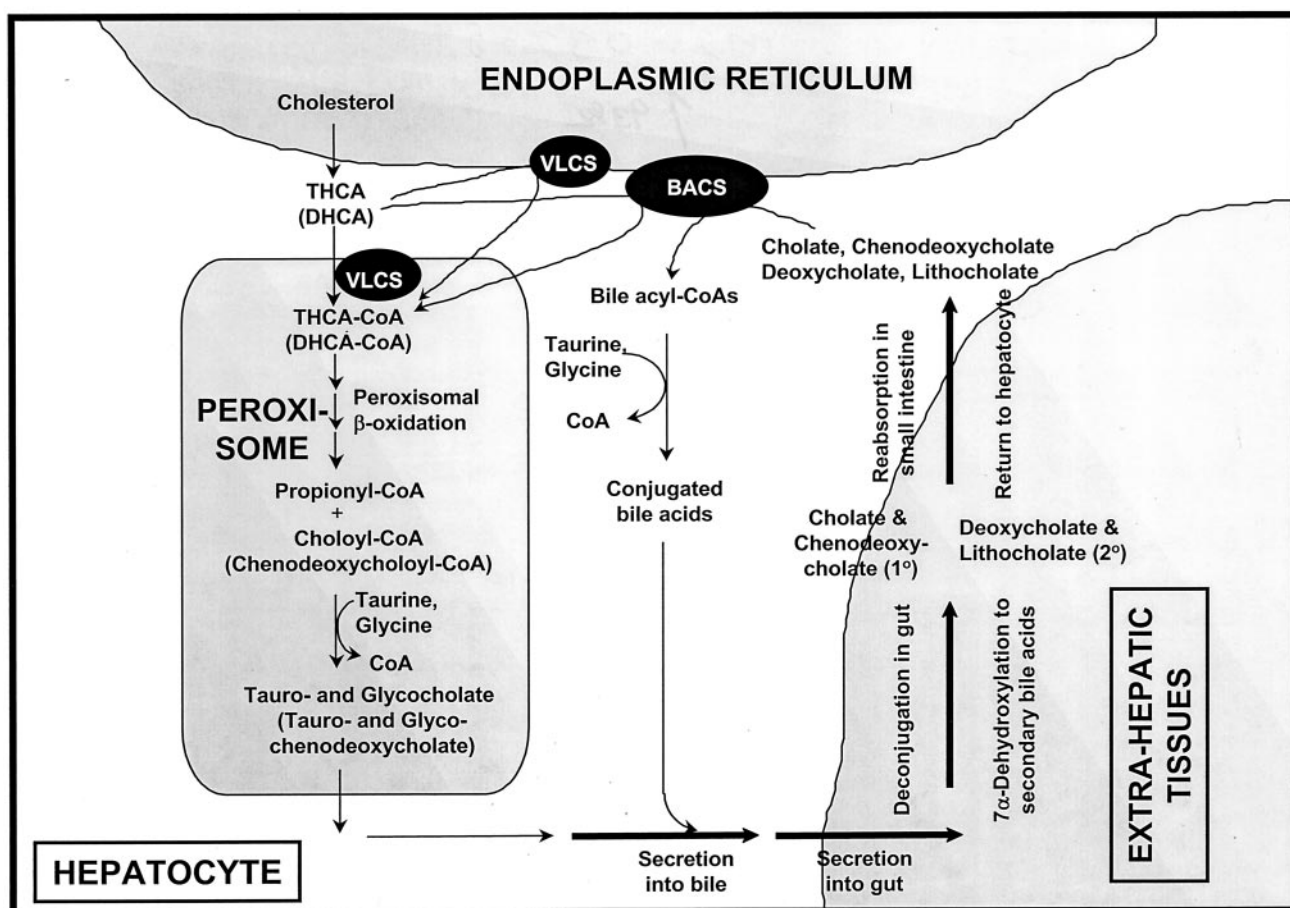 ENDOPLASMIC RETICULUM
Cholesterol
VLCS
BACS
THCA
(DHCA)
Cholate, Chenodeoxycholate
Deoxycholate, Lithocholate
VLCS
THCA-CoA
(DHCA-CoA)
Bile acyl-CoAs
Taurine,
Glycine
CoA
PEROXI-
SOME
Peroxisomal
β-oxidation
Propionyl-CoA
+
Choloyl-CoA
(Chenodeoxycholoyl-CoA)
Taurine,
Glycine
CoA
Tauro- and Glycocholate
(Tauro- and Glyco-
chenodeoxycholate)
Conjugated
bile acids
Reabsorption in
small intestine
Return to hepatocyte
Cholate &
Chenodeoxy-
cholate (1º)
Deoxycholate &
Lithocholate (2º)
Deconjugation in gut
7α-Dehydroxylation to
secondary bile acids
EXTRA-HEPATIC
TISSUES
HEPATOCYTE
Secretion
into bile
Secretion
into gut